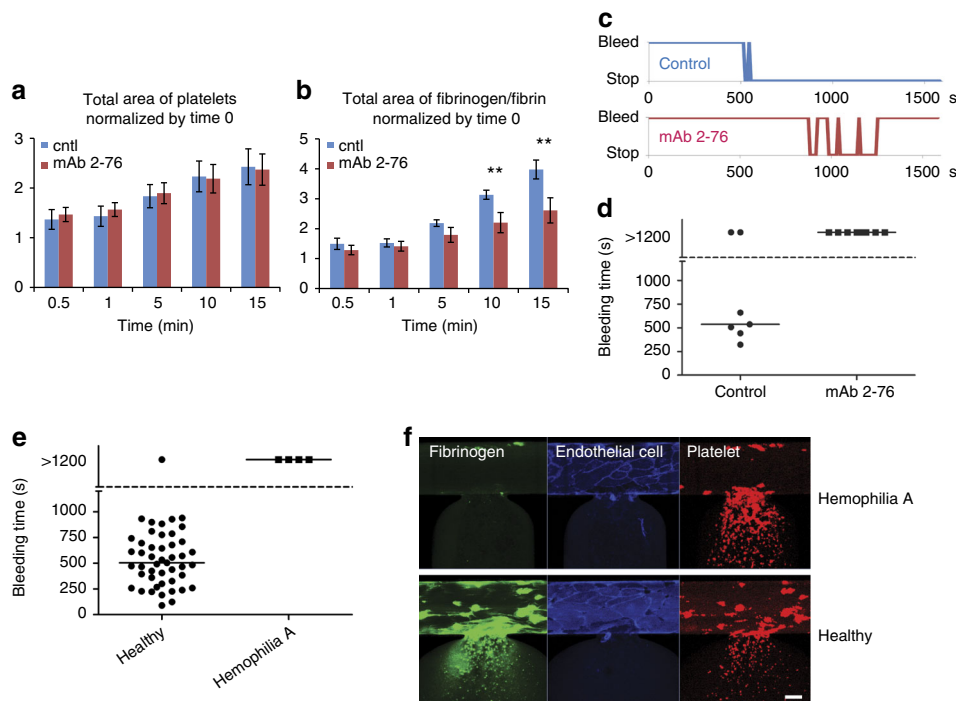 a
Total area of platelets
normalized by time 0
cntl
mAb 2-76
3
2
1
0
0.5 1 5 10 15
Time (min)
b
Total area of fibrinogen/fibrin
normalized by time 0
cntl
mAb 2-76
** **
5
4
3
2
1
0
0.5 1 5 10 15
Time (min)
c
Bleed
Control
Stop
0 500 1000 1500 s
Bleed
mAb 2-76
Stop
0 500 1000 1500 s
d
Bleeding time (s)
>1200
1000
750
500
250
0
Control mAb 2-76
e
Bleeding time (s)
>1200
1000
750
500
250
0
Healthy Hemophilia A
f
Fibrinogen Endothelial cell Platelet
Hemophilia A
Healthy